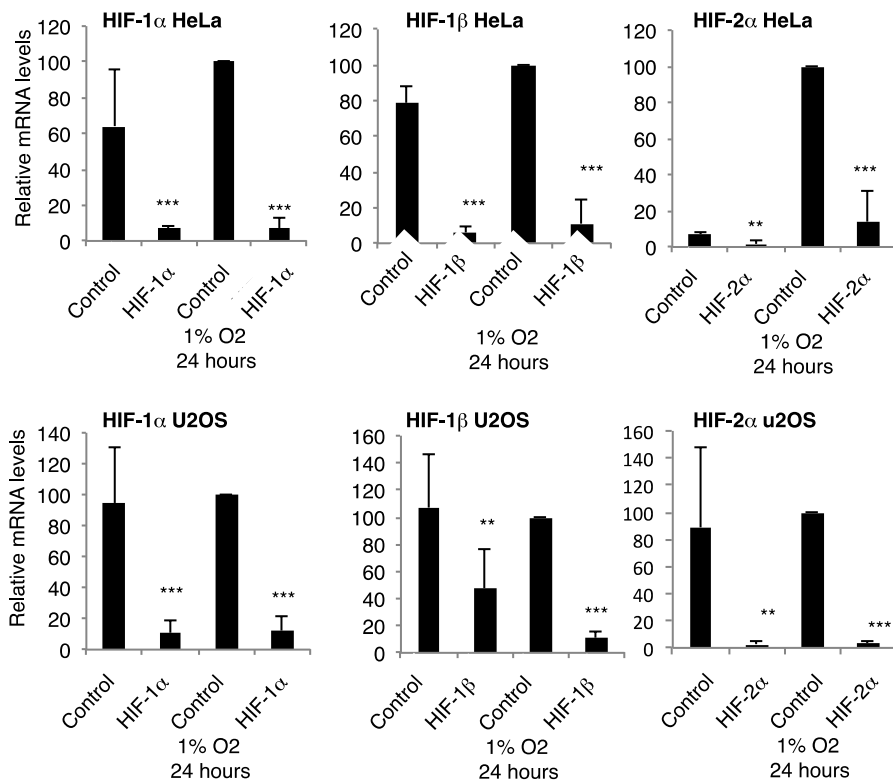 HIF-1α HeLa
Relative mRNA levels
120
100
80
60
40
20
0
***
***
Control
HIF-1α
Control
HIF-1α
1% O2
24 hours
HIF-1β HeLa
120
100
80
60
40
20
0
***
***
Control
HIF-1β
Control
HIF-1β
1% O2
24 hours
HIF-2α HeLa
120
100
80
60
40
20
0
**
***
Control
HIF-2α
Control
HIF-2α
1% O2
24 hours
HIF-1α U2OS
Relative mRNA levels
140
120
100
80
60
40
20
0
***
***
Control
HIF-1α
Control
HIF-1α
1% O2
24 hours
HIF-1β U2OS
160
140
120
100
80
60
40
20
0
**
***
Control
HIF-1β
Control
HIF-1β
1% O2
24 hours
HIF-2α u2OS
160
140
120
100
80
60
40
20
0
**
***
Control
HIF-2α
Control
HIF-2α
1% O2
24 hours